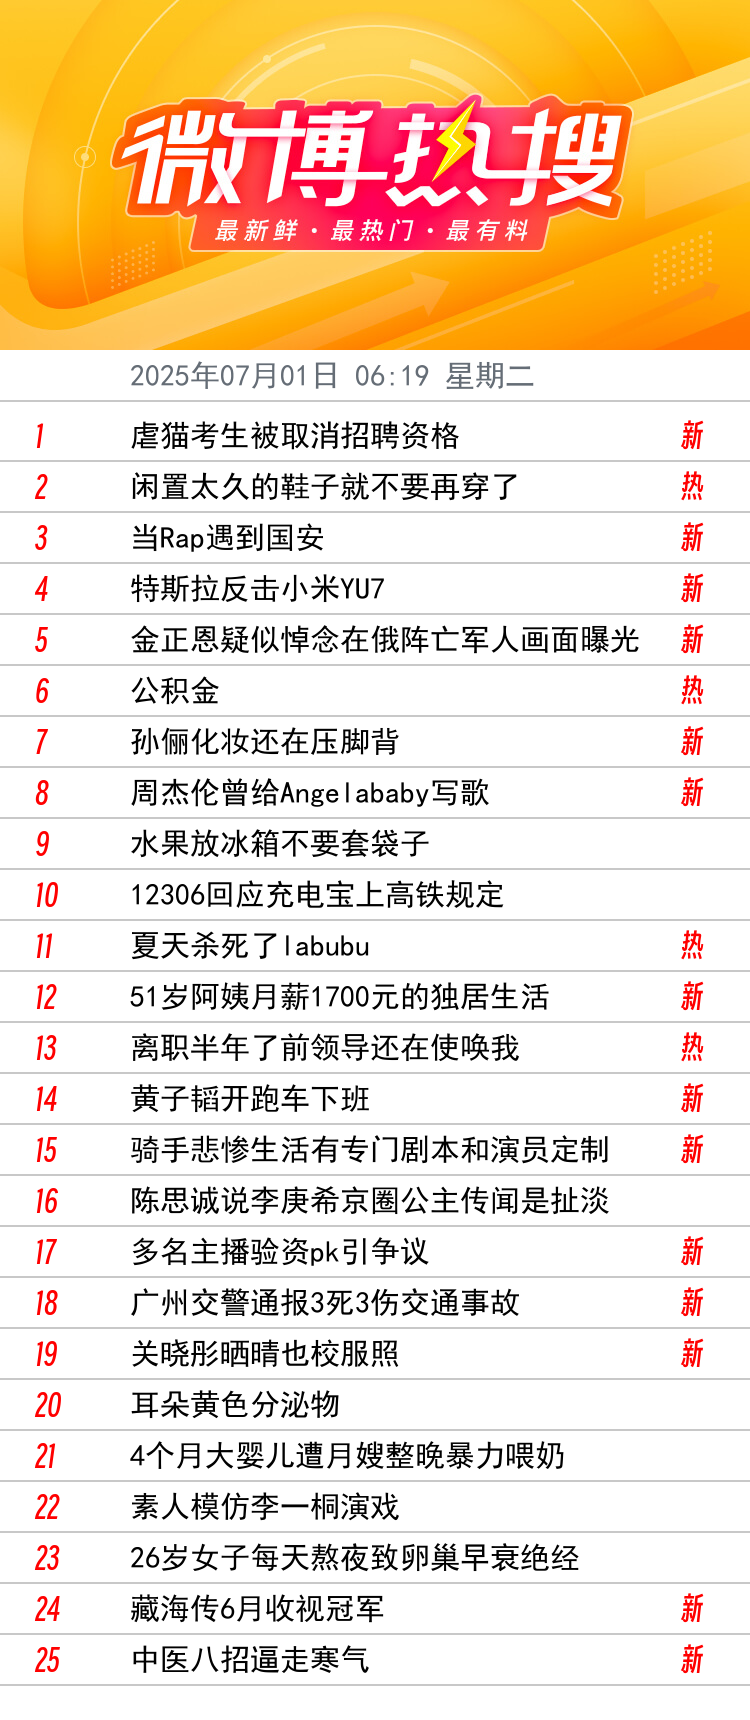 微博热搜
最新鲜·最热门·最有料
2025年07月01日 06:19 星期二
1 虐猫考生被取消招聘资格 新
2 闲置太久的鞋子就不要再穿了 热
3 当Rap遇到国安 新
4 特斯拉反击小米YU7 新
5 金正恩疑似悼念在俄阵亡军人画面曝光 新
6 公积金 热
7 孙俪化妆还在压脚背 新
8 周杰伦曾给Angelababy写歌 新
9 水果放冰箱不要套袋子
10 12306回应充电宝上高铁规定
11 夏天杀死了labubu 热
12 51岁阿姨月薪1700元的独居生活 新
13 离职半年了前领导还在使唤我 热
14 黄子韬开跑车下班 新
15 骑手悲惨生活有专门剧本和演员定制 新
16 陈思诚说李庚希京圈公主传闻是扯淡
17 多名主播验资pk引争议 新
18 广州交警通报3死3伤交通事故 新
19 关晓彤晒晴也校服照 新
20 耳朵黄色分泌物
21 4个月大婴儿遭月嫂整晚暴力喂奶
22 素人模仿李一桐演戏
23 26岁女子每天熬夜致卵巢早衰绝经
24 藏海传6月收视冠军 新
25 中医八招逼走寒气 新